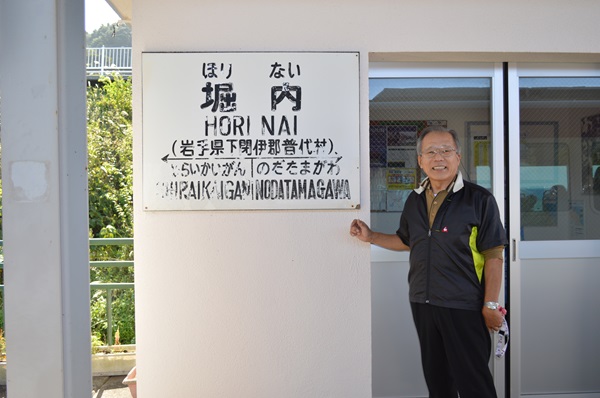 ほり ない
堀 内
HORI NAI
(岩手県下閉伊郡普代村)
しらいかいがん のだたまがわ
SHIRAIKAIGAN NODATAMAGAWA